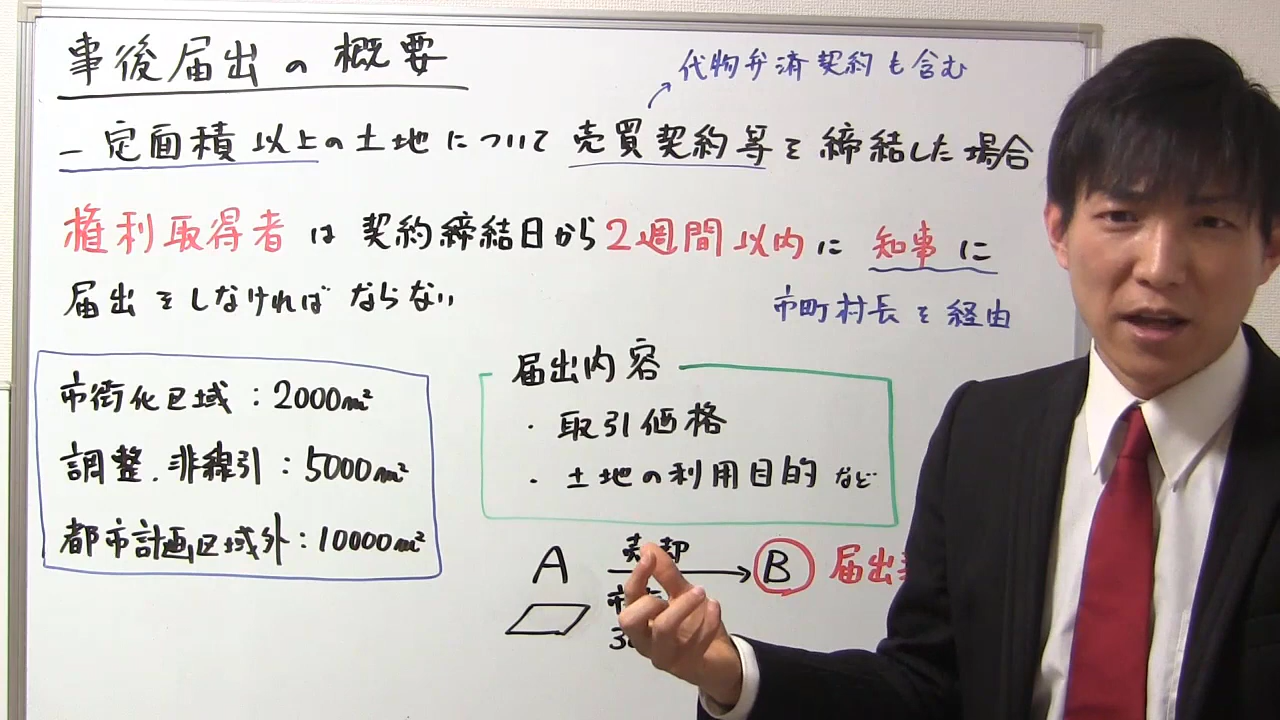 事後届出の概要
代物弁済契約も含む
一定面積以上の土地について売買契約等を締結した場合
権利取得者は契約締結日から2週間以内に知事に
届出をしなければならない
市町村長を経由
市街化区域：2000㎡
調整．非線引：5000㎡
都市計画区域外：10000㎡
届出内容
・取引価格
・土地の利用目的など
A 売却 B 届出